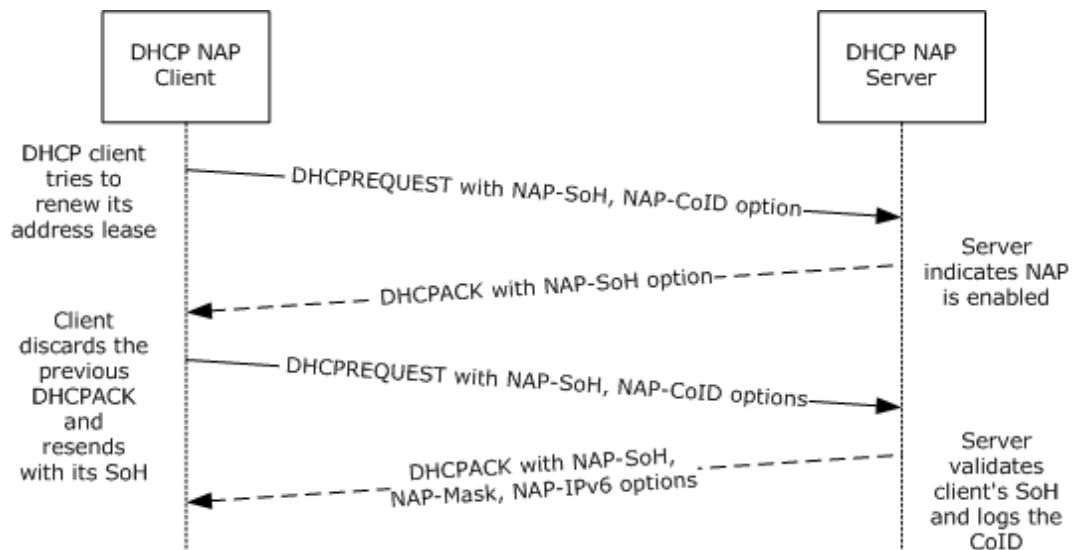 DHCP NAP
Client
DHCP NAP
Server
DHCP client
tries to
renew its
address lease
DHCPREQUEST with NAP-SoH, NAP-CoID option
Server
indicates NAP
is enabled
DHCPACK with NAP-SoH option
Client
discards the
previous
DHCPACK
and
resends
with its SoH
DHCPREQUEST with NAP-SoH, NAP-CoID options
DHCPACK with NAP-SoH,
NAP-Mask, NAP-IPv6 options
Server
validates
client's SoH
and logs the
CoID